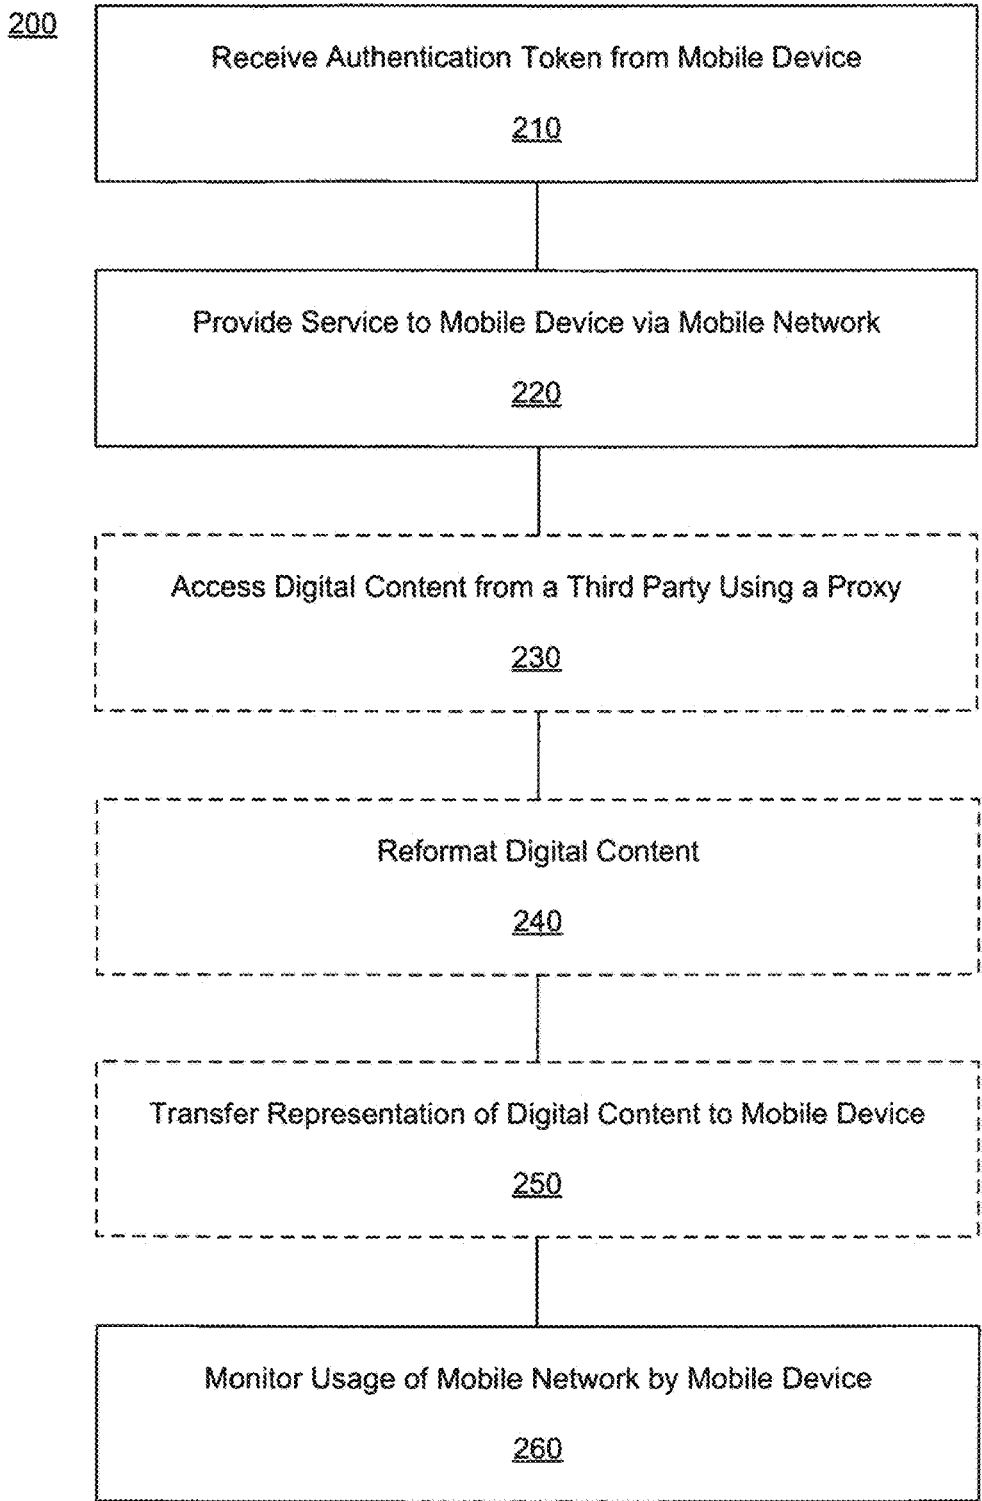 200
Receive Authentication Token from Mobile Device
210
Provide Service to Mobile Device via Mobile Network
220
Access Digital Content from a Third Party Using a Proxy
230
Reformat Digital Content
240
Transfer Representation of Digital Content to Mobile Device
250
Monitor Usage of Mobile Network by Mobile Device
260